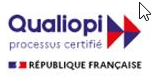 Qualiopi
processus certifié
RÉPUBLIQUE FRANÇAISE